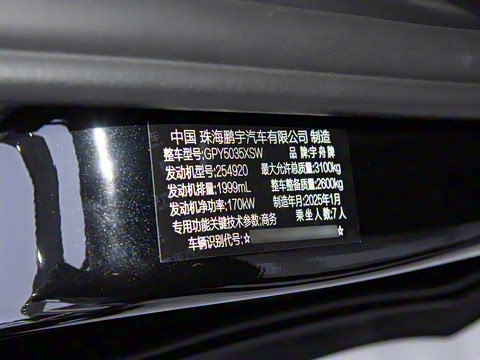 中国 珠海鹏宇汽车有限公司 制造
整车型号:GPY5035XSW 品牌:宇舟牌
发动机型号:254920 最大允许总质量:3100kg
发动机排量:1999mL 整车整备质量:2600kg
发动机净功率:170kW 制造年月:2025年1月
专用功能关键技术参数:商务 乘坐人数:7人
车辆识别代号:☆ ☆